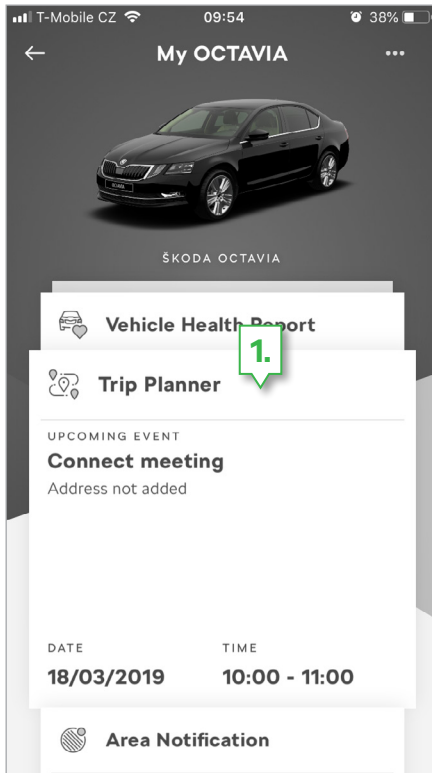 T-Mobile CZ 09:54 38%
My OCTAVIA
ŠKODA OCTAVIA
Vehicle Health Report
1.
Trip Planner
UPCOMING EVENT
Connect meeting
Address not added
DATE TIME
18/03/2019 10:00 - 11:00
Area Notification